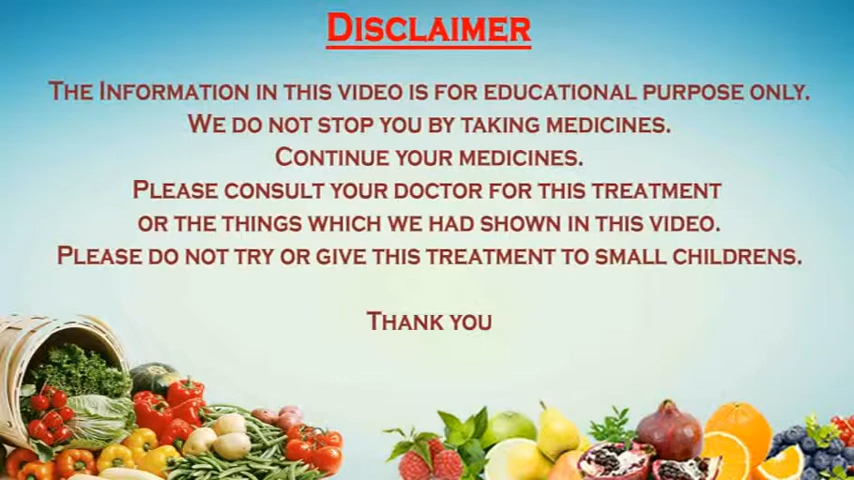 Disclaimer
The Information in this video is for educational purpose only.
We do not stop you by taking medicines.
Continue your medicines.
Please consult your doctor for this treatment
or the things which we had shown in this video.
Please do not try or give this treatment to small childrens.
Thank you